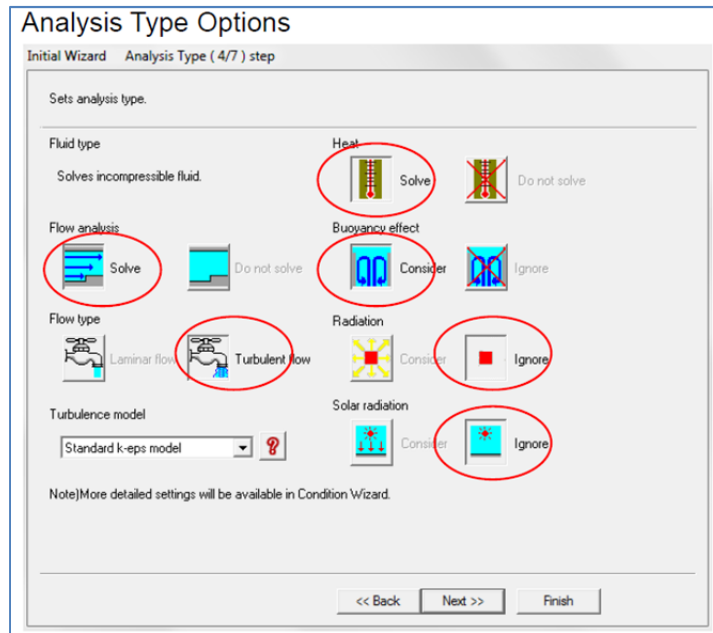 Analysis Type Options
Initial Wizard Analysis Type ( 4/7 ) step
Sets analysis type.
Fluid type
Solves incompressible fluid.
Heat
Solve Do not solve
Flow analysis
Solve Do not solve
Buoyancy effect
Consider Ignore
Flow type
Laminar flow Turbulent flow
Radiation
Consider Ignore
Turbulence model
Standard k-eps model ?
Solar radiation
Consider Ignore
Note)More detailed settings will be available in Condition Wizard.
<< Back Next >> Finish